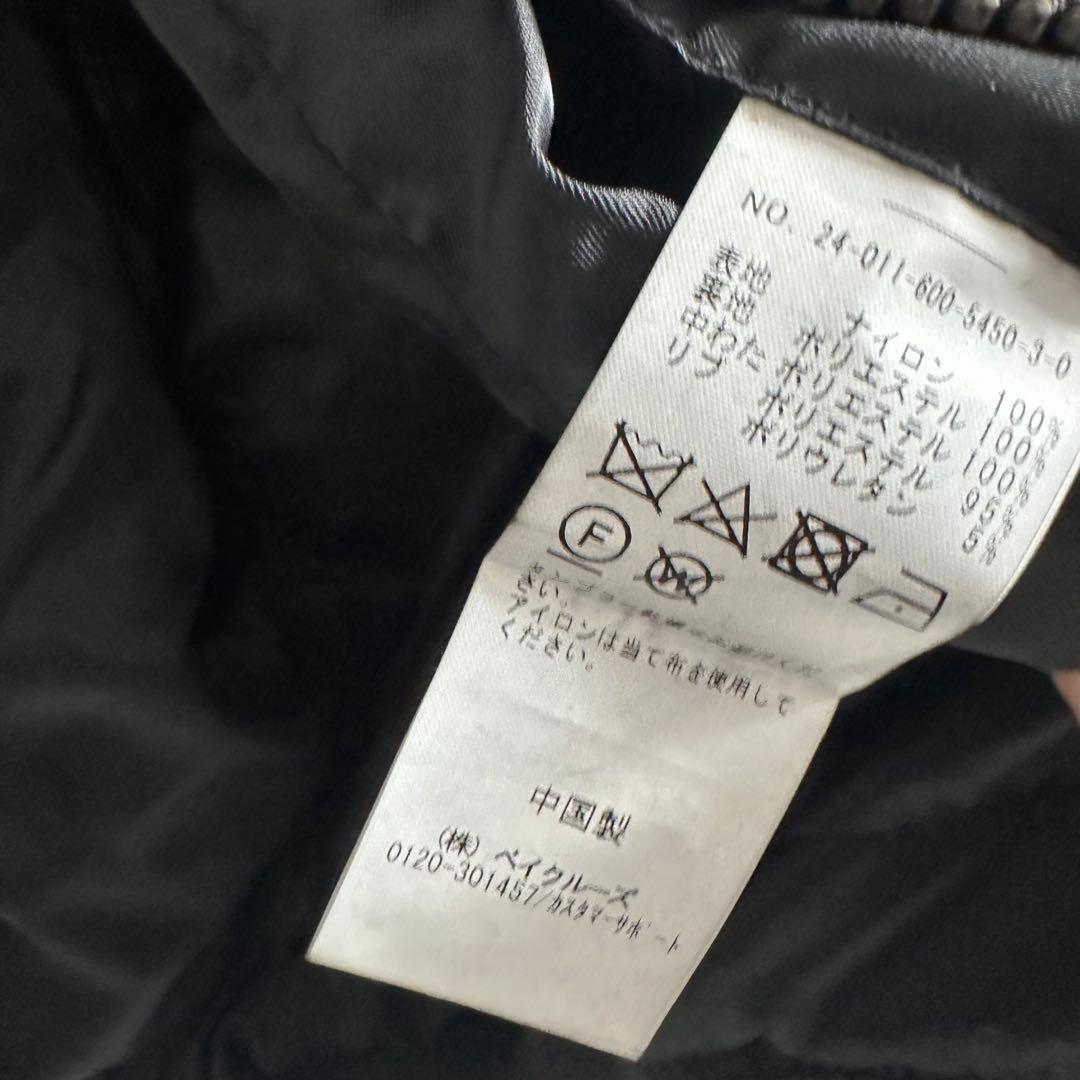 NO. 24-011-600-5450-3-0
表地 ナイロン 100%
裏地 ポリエステル 100%
中わた ポリエステル 100%
リブ ポリエステル 95%
ポリウレタン 5%
F
さい。
アイロンは当て布を使用して
ください。
中国製
(株) ベイクルーズ
0120-301457/カスタマーサポート